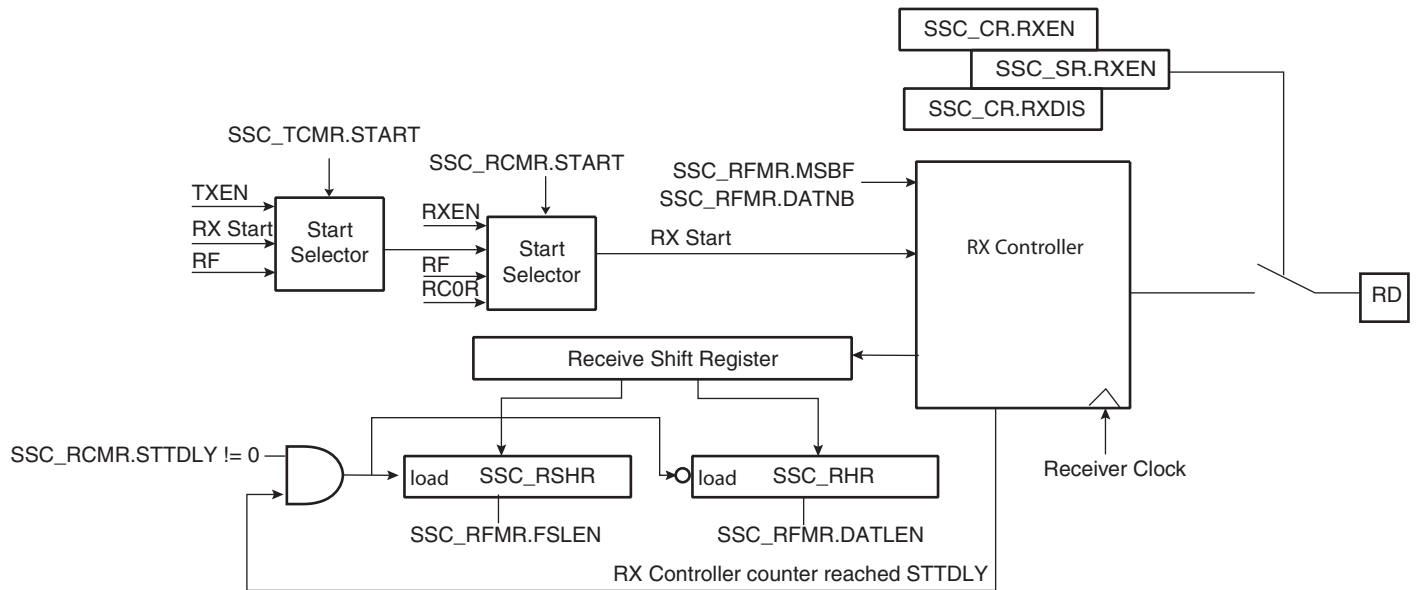 SSC_CR.RXEN
SSC_SR.RXEN
SSC_CR.RXDIS
SSC_TCMR.START
SSC_RCMR.START
SSC_RFMR.MSBF
SSC_RFMR.DATNB
TXEN
RX Start
RF
Start
Selector
RXEN
RF
RC0R
Start
Selector
RX Start
RX Controller
RD
Receive Shift Register
SSC_RCMR.STTDLY != 0
load
SSC_RSHR
load
SSC_RHR
Receiver Clock
SSC_RFMR.FSLEN
SSC_RFMR.DATLEN
RX Controller counter reached STTDLY